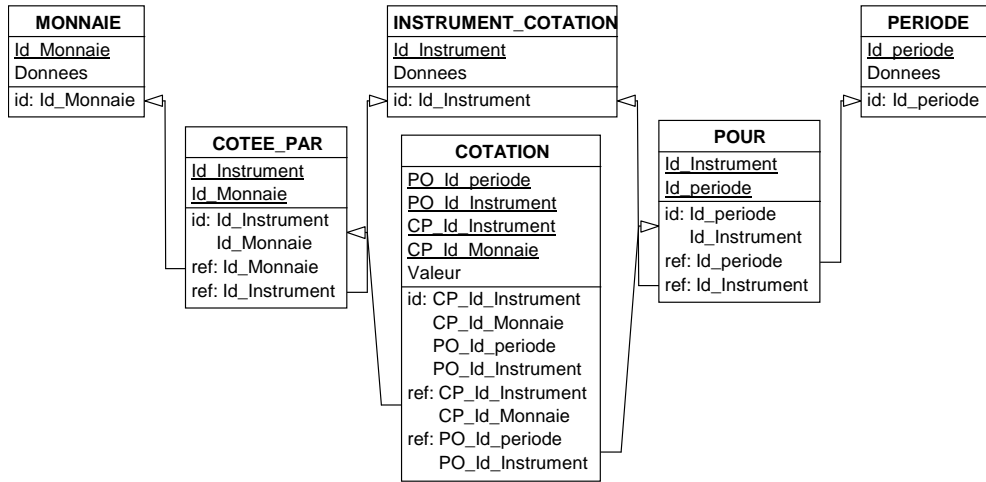 MONNAIE
Id_Monnaie
Donnees
id: Id_Monnaie
INSTRUMENT_COTATION
Id_Instrument
Donnees
id: Id_Instrument
PERIODE
Id_periode
Donnees
id: Id_periode
COTEE_PAR
Id_Instrument
Id_Monnaie
id: Id_Instrument
Id_Monnaie
ref: Id_Monnaie
ref: Id_Instrument
COTATION
PO_Id_periode
PO_Id_Instrument
CP_Id_Instrument
CP_Id_Monnaie
Valeur
id: CP_Id_Instrument
CP_Id_Monnaie
PO_Id_periode
PO_Id_Instrument
ref: CP_Id_Instrument
CP_Id_Monnaie
ref: PO_Id_periode
PO_Id_Instrument
POUR
Id_Instrument
Id_periode
id: Id_periode
Id_Instrument
ref: Id_periode
ref: Id_Instrument